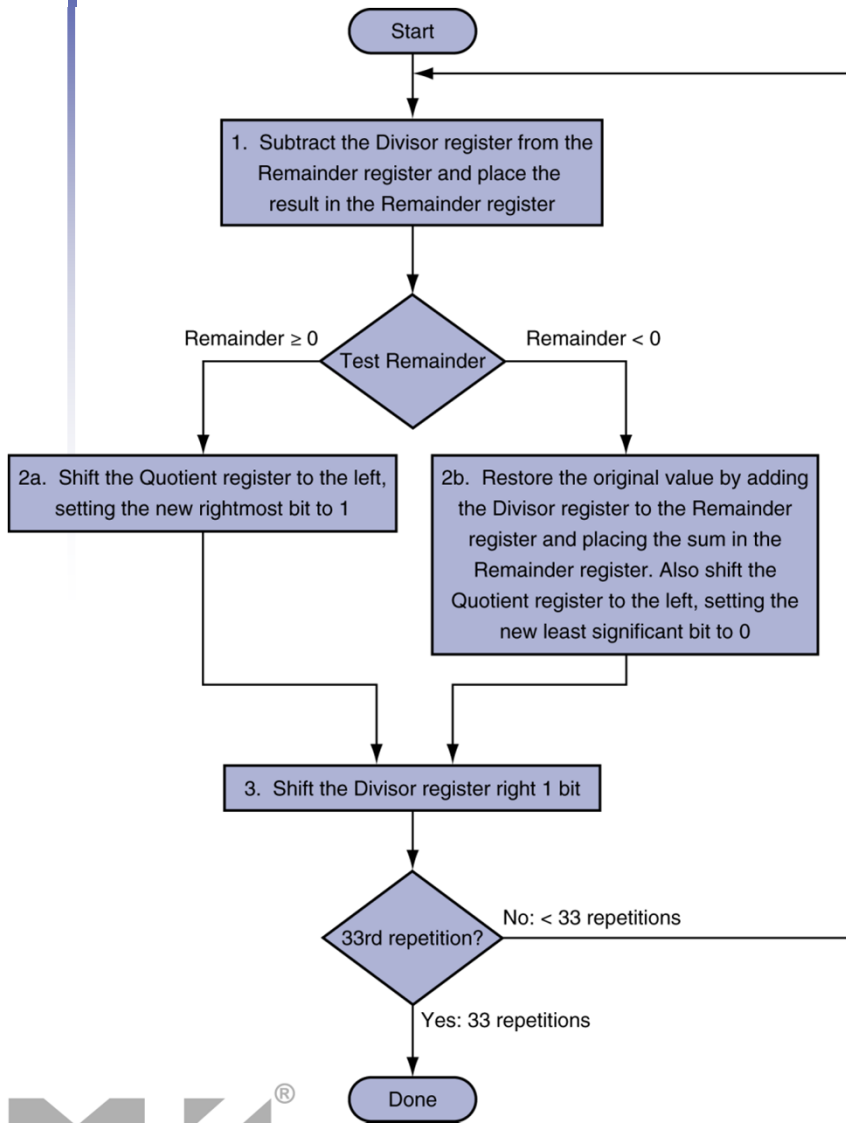 Start
1. Subtract the Divisor register from the
Remainder register and place the
result in the Remainder register
Remainder ≥ 0
Remainder < 0
Test Remainder
2a. Shift the Quotient register to the left,
setting the new rightmost bit to 1
2b. Restore the original value by adding
the Divisor register to the Remainder
register and placing the sum in the
Remainder register. Also shift the
Quotient register to the left, setting the
new least significant bit to 0
3. Shift the Divisor register right 1 bit
33rd repetition?
No: < 33 repetitions
Yes: 33 repetitions
Done
®